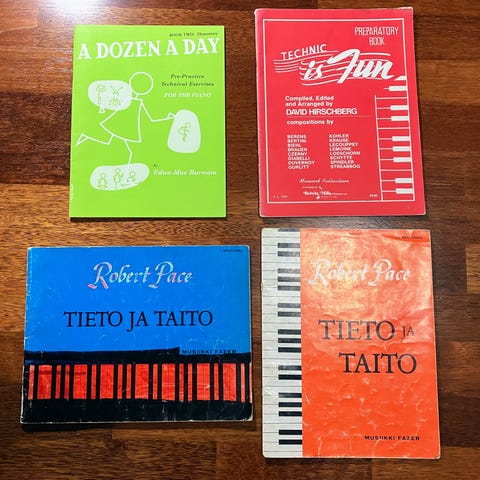 BOOK TWO: Elementary
A DOZEN A DAY
Pre-Practice
Technical Exercises
FOR THE PIANO
by
Edna-Mae Burnam
PREPARATORY
BOOK
TECHNIC
is Fun
Compiled, Edited
and Arranged by
DAVID HIRSCHBERG
compositions by
BERENS
BERTINI
BIEHL
BRAUER
CZERNY
DIABELLI
DUVERNOY
GURLITT
KOHLER
KRAUSE
LECOUPPEY
LEMOINE
LOESCHORN
SCHYTTE
SPINDLER
STREABBOG
Robert Pace
TIETO JA TAITO
MUSIIKKI FAZER
Robert Pace
TIETO JA
TAITO
MUSIIKKI FAZER